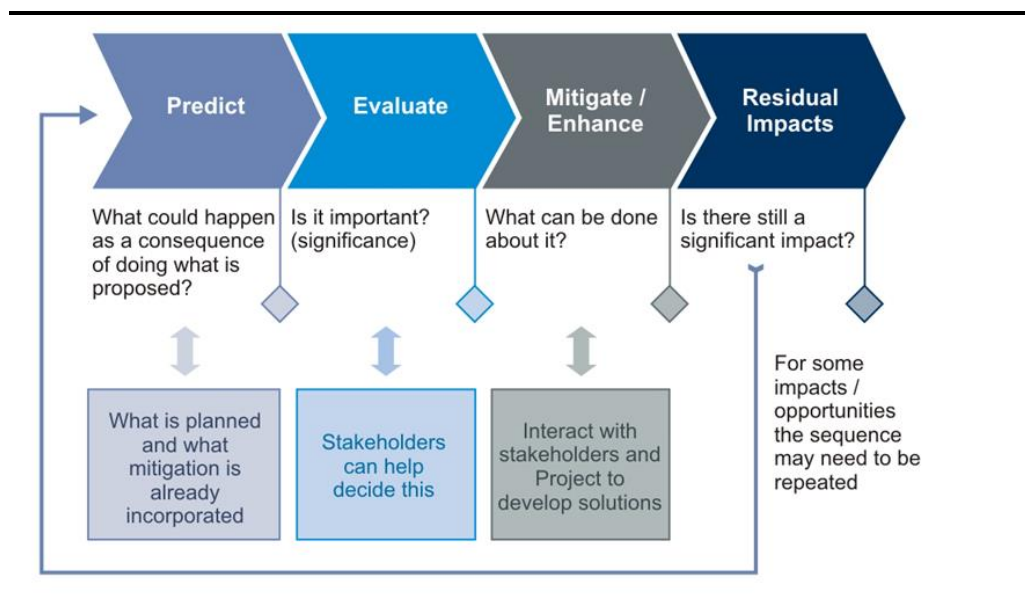 Predict
Evaluate
Mitigate /
Enhance
Residual
Impacts
What could happen
as a consequence
of doing what is
proposed?
Is it important?
(significance)
What can be done
about it?
Is there still a
significant impact?
What is planned
and what
mitigation is
already
incorporated
Stakeholders
can help
decide this
Interact with
stakeholders and
Project to
develop solutions
For some
impacts /
opportunities
the sequence
may need to be
repeated